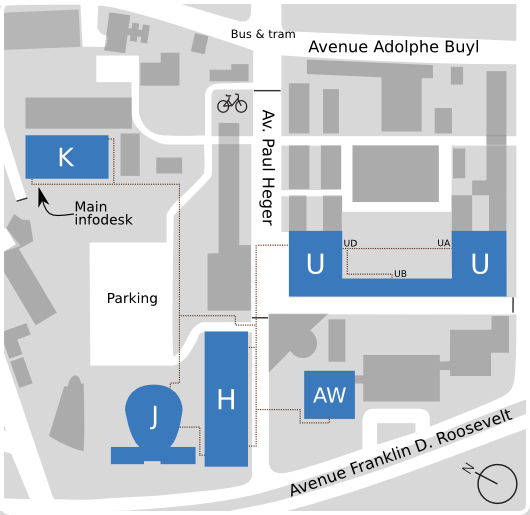 Bus & tram
Avenue Adolphe Buyl
Av. Paul Heger
K
Main
infodesk
UD
UA
U
U
UB
Parking
H
J
AW
Avenue Franklin D. Roosevelt
N